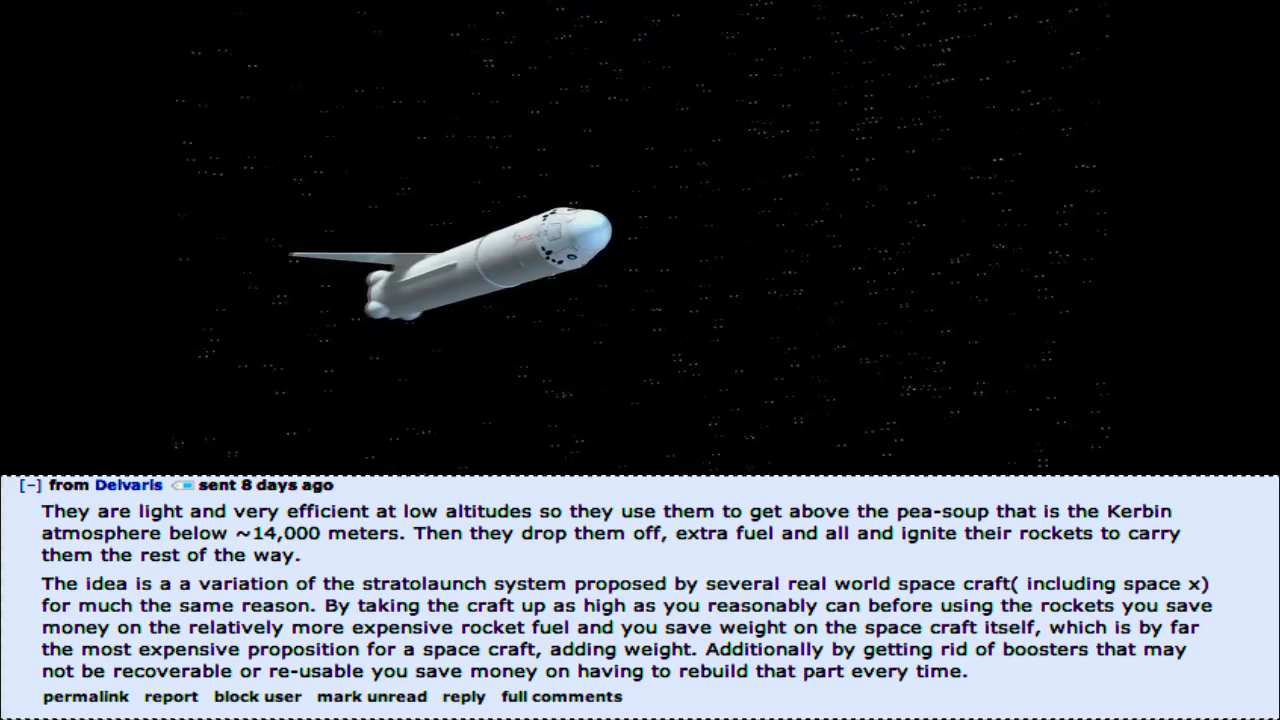 [–] from Delvaris sent 8 days ago
They are light and very efficient at low altitudes so they use them to get above the pea-soup that is the Kerbin
atmosphere below ~14,000 meters. Then they drop them off, extra fuel and all and ignite their rockets to carry
them the rest of the way.
The idea is a a variation of the stratolaunch system proposed by several real world space craft( including space x)
for much the same reason. By taking the craft up as high as you reasonably can before using the rockets you save
money on the relatively more expensive rocket fuel and you save weight on the space craft itself, which is by far
the most expensive proposition for a space craft, adding weight. Additionally by getting rid of boosters that may
not be recoverable or re-usable you save money on having to rebuild that part every time.
permalink report block user mark unread reply full comments